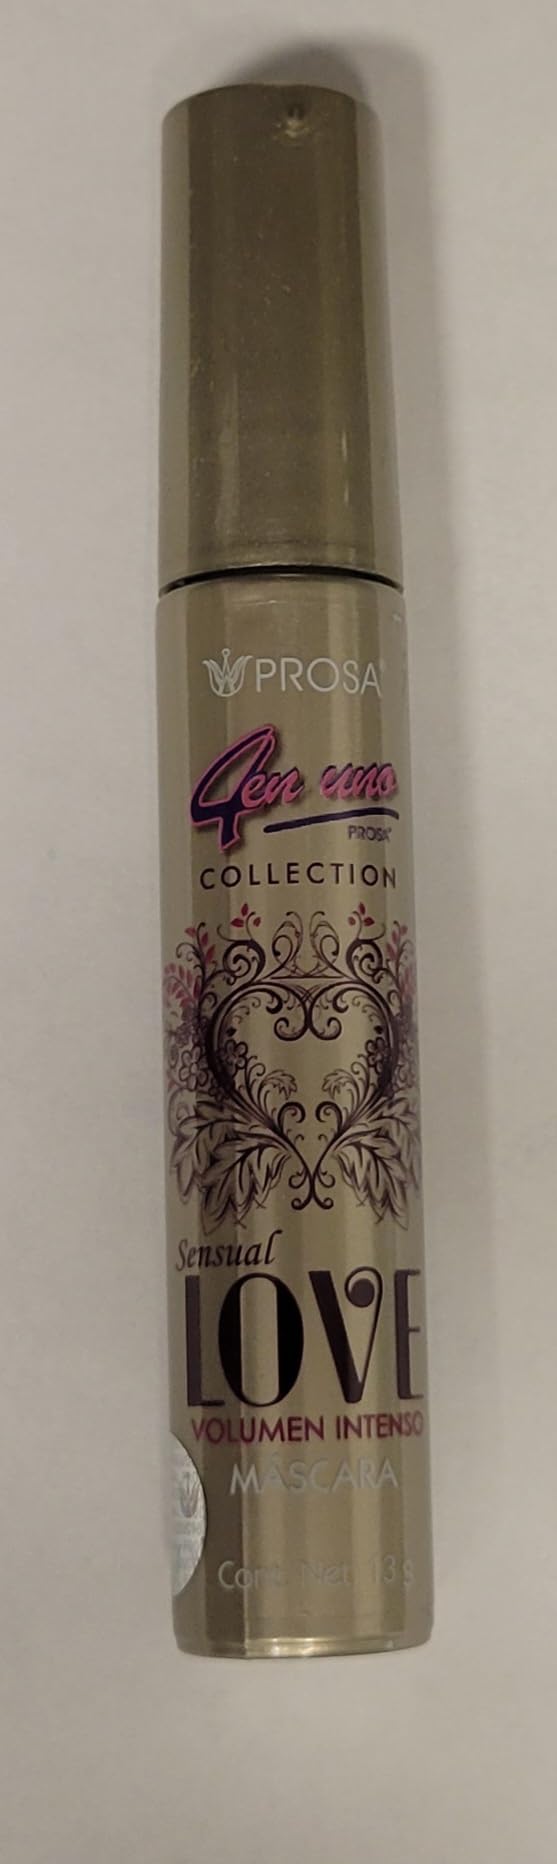 PROSA®
4en uno
PROSA®
COLLECTION
Sensual
LOVE
VOLUMEN INTENSO
MÁSCARA
Cont. Net. 13 g